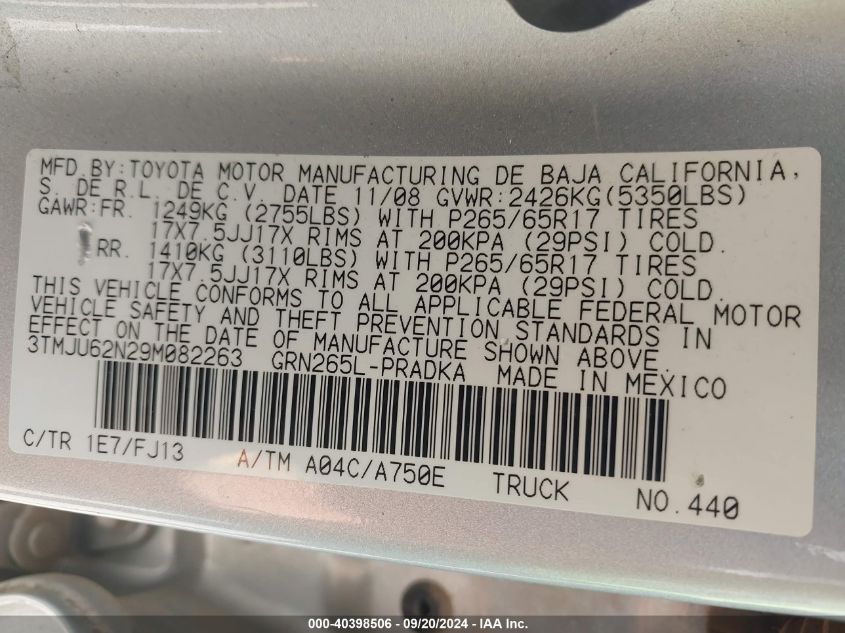 MFD.BY:TOYOTA MOTOR MANUFACTURING DE BAJA CALIFORNIA,
S. DE R.L. DE C.V. DATE 11/08 GVWR:2426KG(5350LBS)
GAWR:FR. 1249KG (2755LBS) WITH P265/65R17 TIRES
17X7.5JJ17X RIMS AT 200KPA (29PSI) COLD.
RR. 1410KG (3110LBS) WITH P265/65R17 TIRES
17X7.5JJ17X RIMS AT 200KPA (29PSI) COLD.
THIS VEHICLE CONFORMS TO ALL APPLICABLE FEDERAL MOTOR
VEHICLE SAFETY AND THEFT PREVENTION STANDARDS IN
EFFECT ON THE DATE OF MANUFACTURE SHOWN ABOVE.
3TMJU62N29M082263 GRN265L-PRADKA MADE IN MEXICO
C/TR 1E7/FJ13 A/TM A04C/A750E TRUCK NO.440
000-40398506 - 09/20/2024 - IAA Inc.